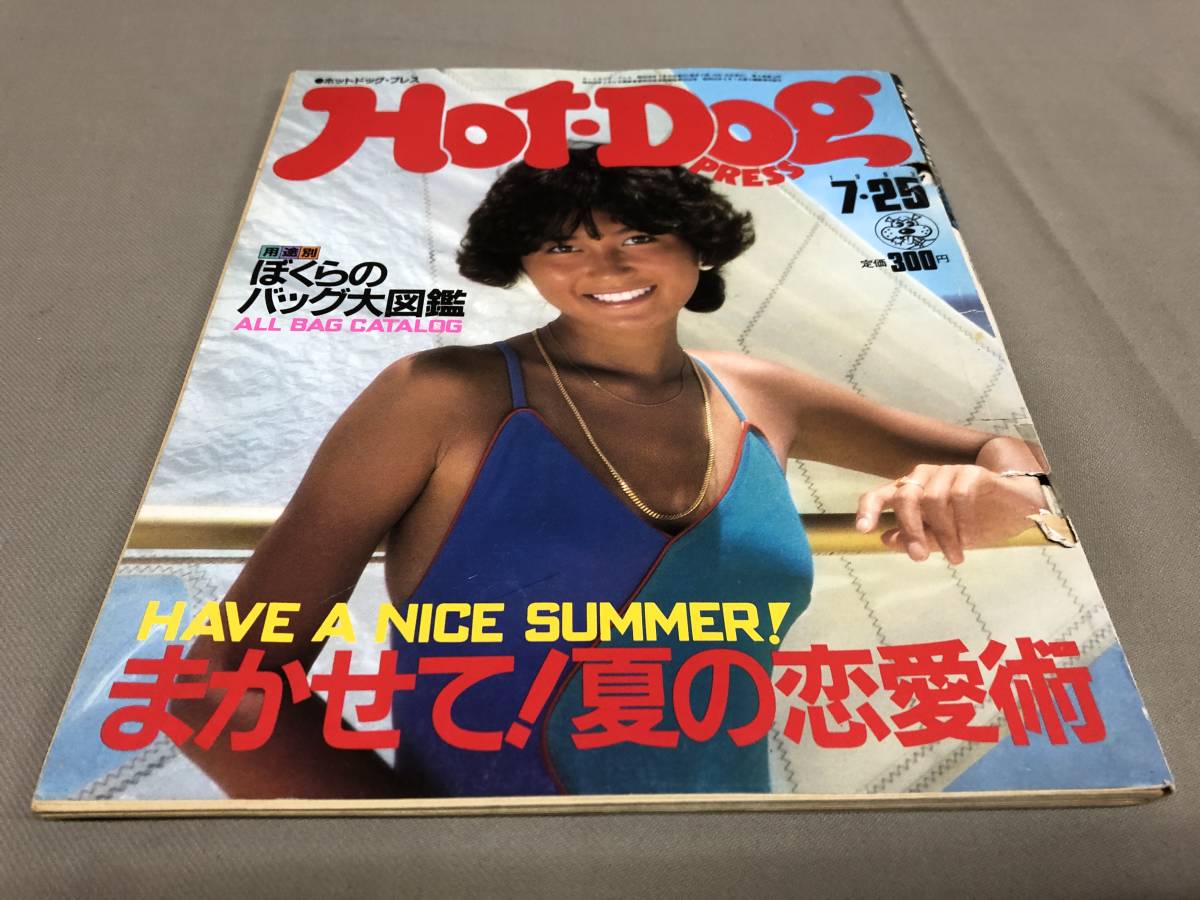 ●ホットドッグ・プレス
Hot·Dog
PRESS
7·25
定価300円
用途別
ぼくらの
バッグ大図鑑
ALL BAG CATALOG
HAVE A NICE SUMMER!
まかせて!夏の恋愛術